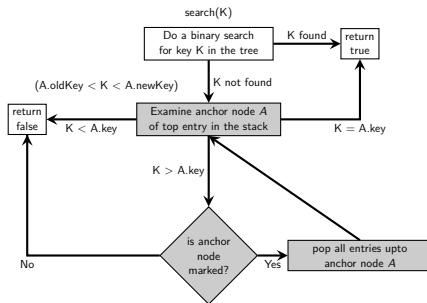 search(K)
Do a binary search
for key K in the tree
K found
return
true
K not found
(A.oldKey < K < A.newKey)
return
false
Examine anchor node A
of top entry in the stack
K < A.key
K = A.key
K > A.key
is anchor
node
marked?
No
Yes
pop all entries upto
anchor node A